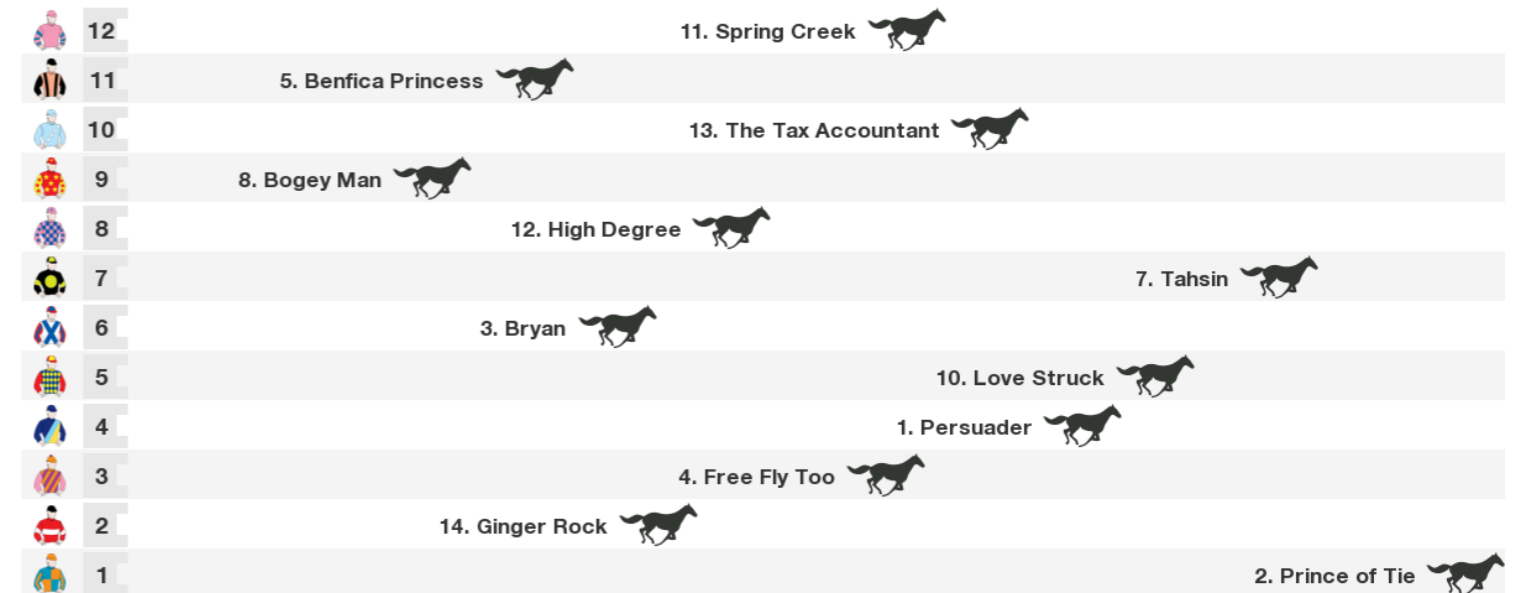 12 11. Spring Creek
11 5. Benfica Princess
10 13. The Tax Accountant
9 8. Bogey Man
8 12. High Degree
7 7. Tahsin
6 3. Bryan
5 10. Love Struck
4 1. Persuader
3 4. Free Fly Too
2 14. Ginger Rock
1 2. Prince of Tie